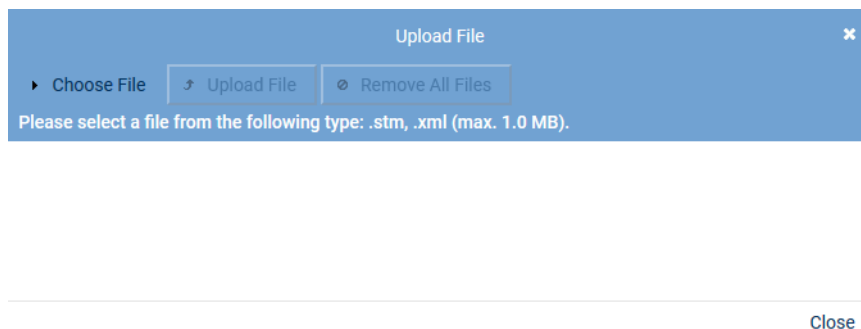 Upload File
Choose File Upload File Remove All Files
Please select a file from the following type: .stm, .xml (max. 1.0 MB).
Close